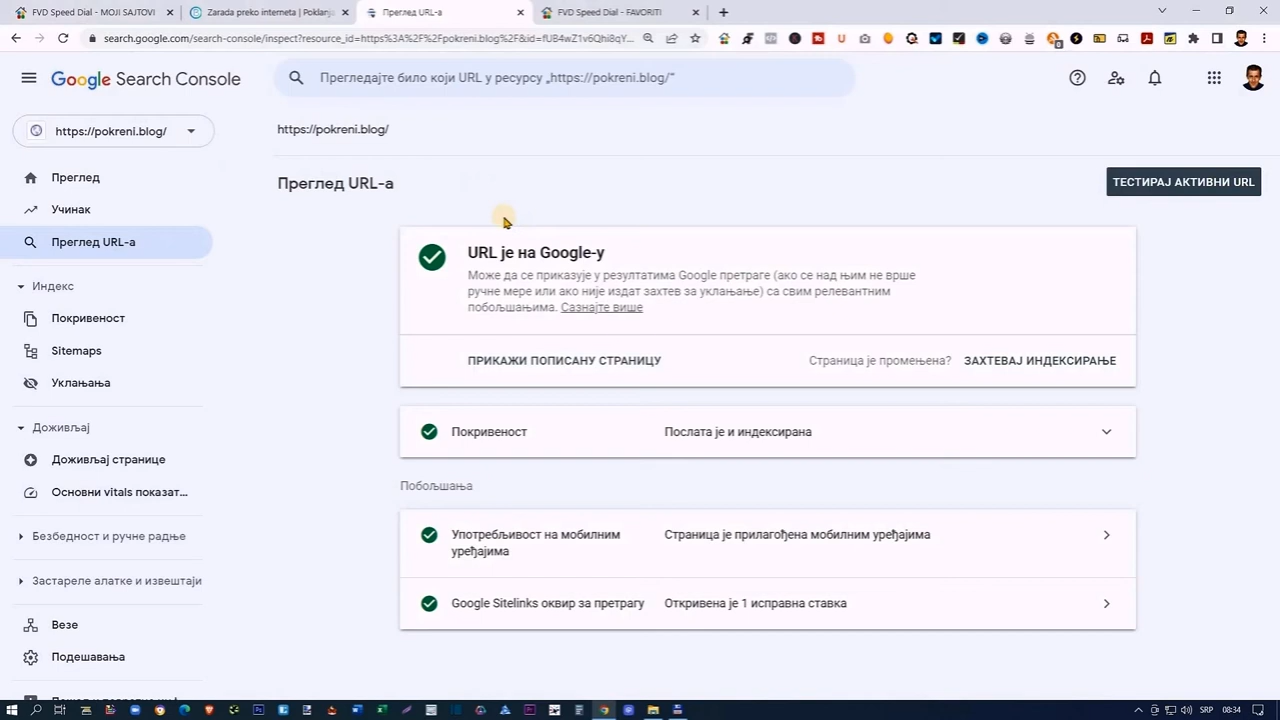 FVD Speed Dial - MOJI SAJTOVI
Zarada preko interneta | Poklanja
Преглед URL-а
FVD Speed Dial - FAVORITI
search.google.com/search-console/inspect?resource_id=https%3A%2F%2Fpokreni.blog%2F&id=fUB4wZ1v6Qhi8qY...
Google Search Console
Прегледајте било који URL у ресурсу „https://pokreni.blog/“
https://pokreni.blog/
https://pokreni.blog/
Преглед
Учинак
Преглед URL-а
Индекс
Покривеност
Sitemaps
Уклањања
Доживљај
Доживљај странице
Основни vitals показат...
Безбедност и ручне радње
Застареле алатке и извештаји
Везе
Подешавања
Преглед URL-а
ТЕСТИРАЈ АКТИВНИ URL
URL је на Google-у
Може да се приказује у резултатима Google претраге (ако се над њим не врше
ручне мере или ако није издат захтев за уклањање) са свим релевантним
побољшањима. Сазнајте више
ПРИКАЖИ ПОПИСАНУ СТРАНИЦУ
Страница је промењена? ЗАХТЕВАЈ ИНДЕКСИРАЊЕ
Покривеност
Послата је и индексирана
Побољшања
Употребљивост на мобилним
уређајима
Страница је прилагођена мобилним уређајима
Google Sitelinks оквир за претрагу
Откривена је 1 исправна ставка
SRP
08:34